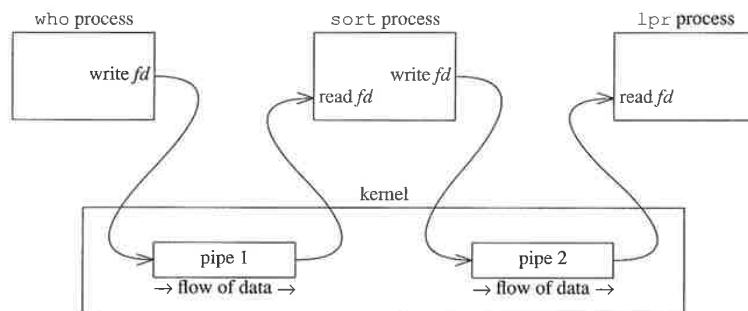 who process
sort process
lpr process
write fd
write fd
read fd
read fd
kernel
pipe 1
pipe 2
→ flow of data →
→ flow of data →